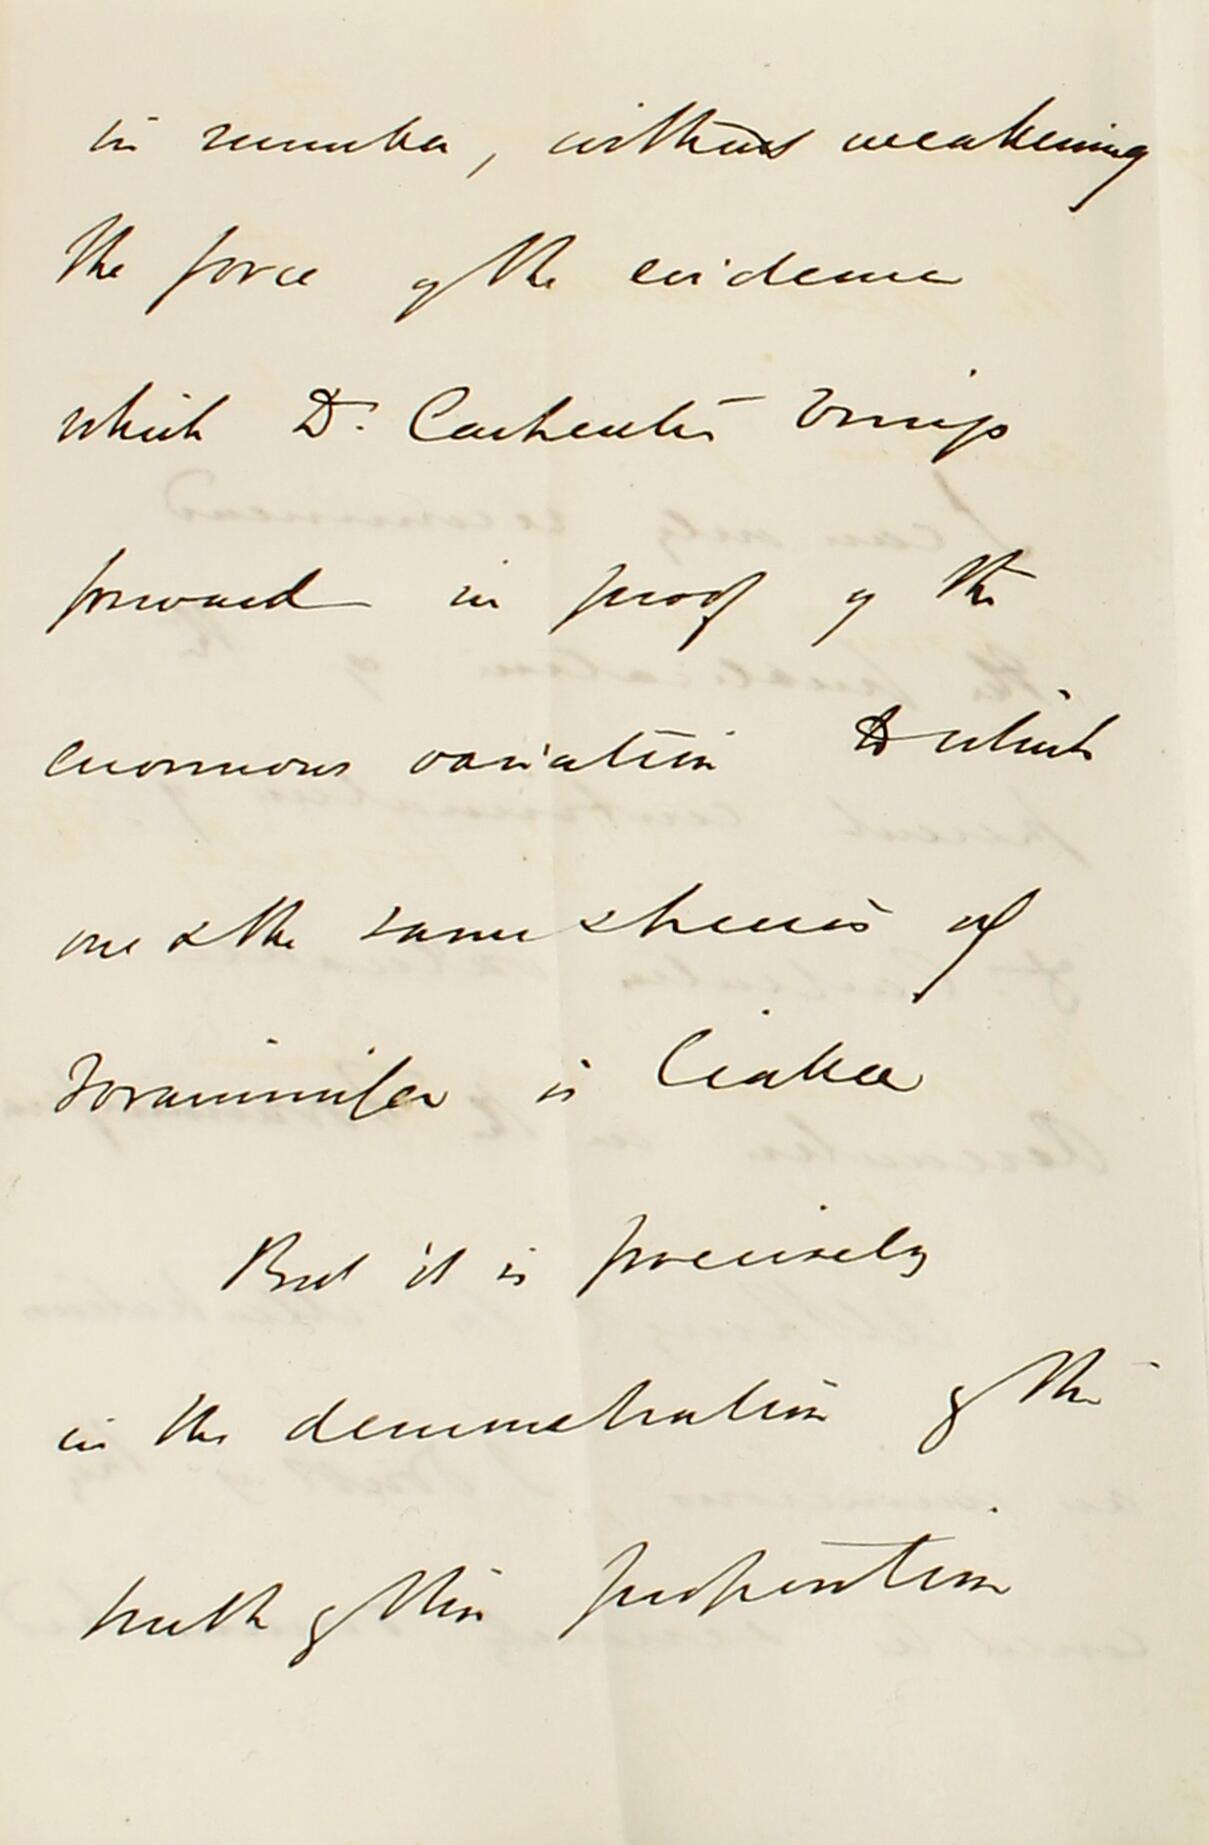 in number, without weakening
the force of the evidence
which Dr. Carpenter brings
forward in proof of the
enormous variation to which
one & the same species of
Foraminifer is liable
But it is precisely
in the demonstration of the
truth of this proposition